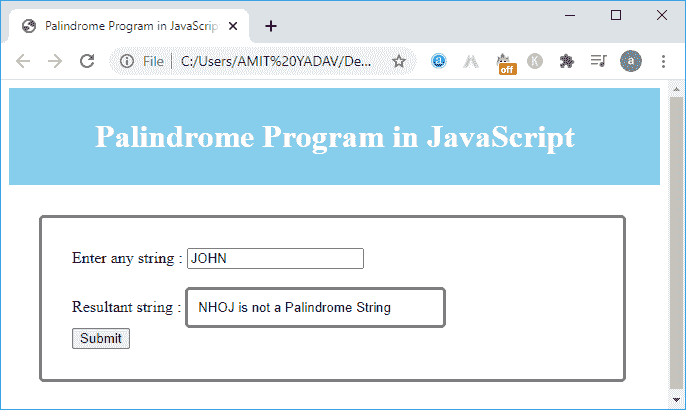 Palindrome Program in JavaScrip
File
C:/Users/AMIT%20YADAV/De...
a
off
K
a
Palindrome Program in JavaScript
Enter any string : JOHN
Resultant string : NHOJ is not a Palindrome String
Submit